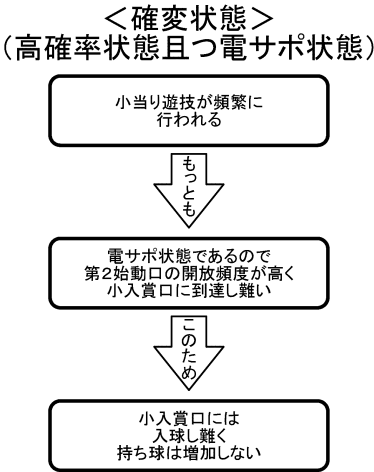 ＜確変状態＞
（高確率状態且つ電サポ状態）
小当り遊技が頻繁に
行われる
もっとも
電サポ状態であるので
第２始動口の開放頻度が高く
小入賞口に到達し難い
このため
小入賞口には
入球し難く
持ち球は増加しない